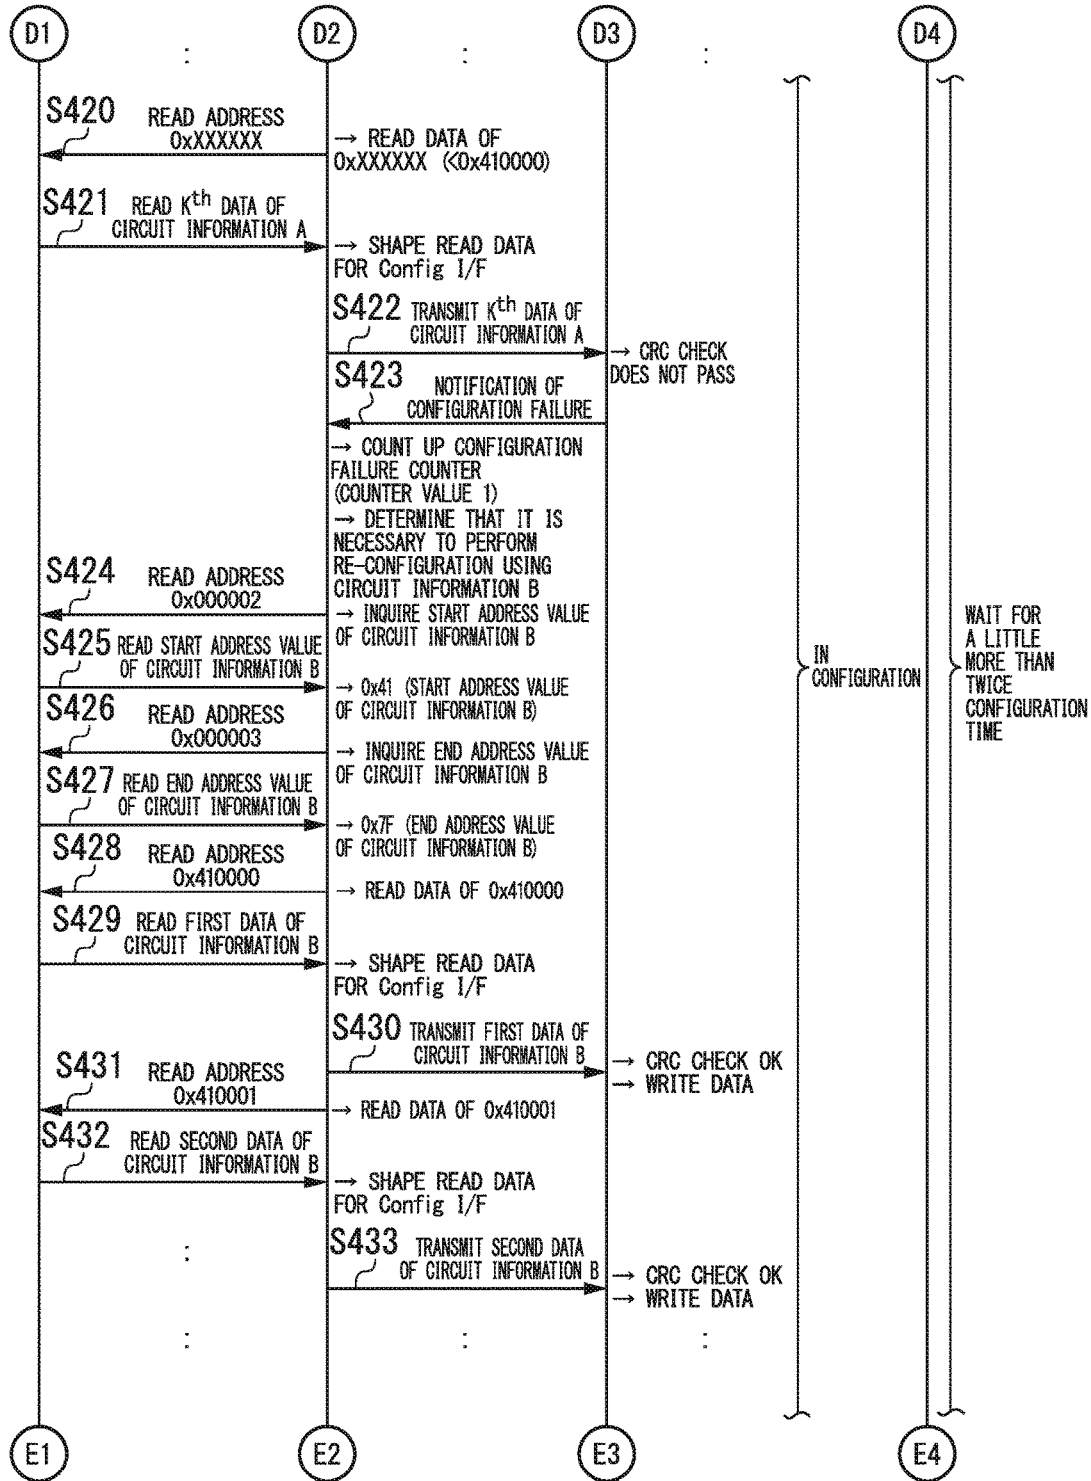 D1
D2
D3
D4
:
:
:
S420
READ ADDRESS
0xXXXXXX
→ READ DATA OF
0xXXXXXX (<0x410000)
S421
READ Kth DATA OF
CIRCUIT INFORMATION A
→ SHAPE READ DATA
FOR Config I/F
S422
TRANSMIT Kth DATA OF
CIRCUIT INFORMATION A
→ CRC CHECK
DOES NOT PASS
S423
NOTIFICATION OF
CONFIGURATION FAILURE
→ COUNT UP CONFIGURATION
FAILURE COUNTER
(COUNTER VALUE 1)
→ DETERMINE THAT IT IS
NECESSARY TO PERFORM
RE-CONFIGURATION USING
CIRCUIT INFORMATION B
S424
READ ADDRESS
0x000002
→ INQUIRE START ADDRESS VALUE
OF CIRCUIT INFORMATION B
S425
READ START ADDRESS VALUE
OF CIRCUIT INFORMATION B
→ 0x41 (START ADDRESS VALUE
OF CIRCUIT INFORMATION B)
IN
CONFIGURATION
WAIT FOR
A LITTLE
MORE THAN
TWICE
CONFIGURATION
TIME
S426
READ ADDRESS
0x000003
→ INQUIRE END ADDRESS VALUE
OF CIRCUIT INFORMATION B
S427
READ END ADDRESS VALUE
OF CIRCUIT INFORMATION B
→ 0x7F (END ADDRESS VALUE
OF CIRCUIT INFORMATION B)
S428
READ ADDRESS
0x410000
→ READ DATA OF 0x410000
S429
READ FIRST DATA OF
CIRCUIT INFORMATION B
→ SHAPE READ DATA
FOR Config I/F
S430
TRANSMIT FIRST DATA OF
CIRCUIT INFORMATION B
→ CRC CHECK OK
→ WRITE DATA
S431
READ ADDRESS
0x410001
→ READ DATA OF 0x410001
S432
READ SECOND DATA OF
CIRCUIT INFORMATION B
→ SHAPE READ DATA
FOR Config I/F
S433
TRANSMIT SECOND DATA
OF CIRCUIT INFORMATION B
→ CRC CHECK OK
→ WRITE DATA
:
:
:
:
E1
E2
E3
E4